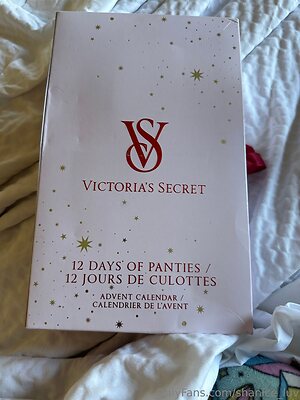 VS
VICTORIA'S SECRET
12 DAYS OF PANTIES /
12 JOURS DE CULOTTES
ADVENT CALENDAR /
CALENDRIER DE L'AVENT